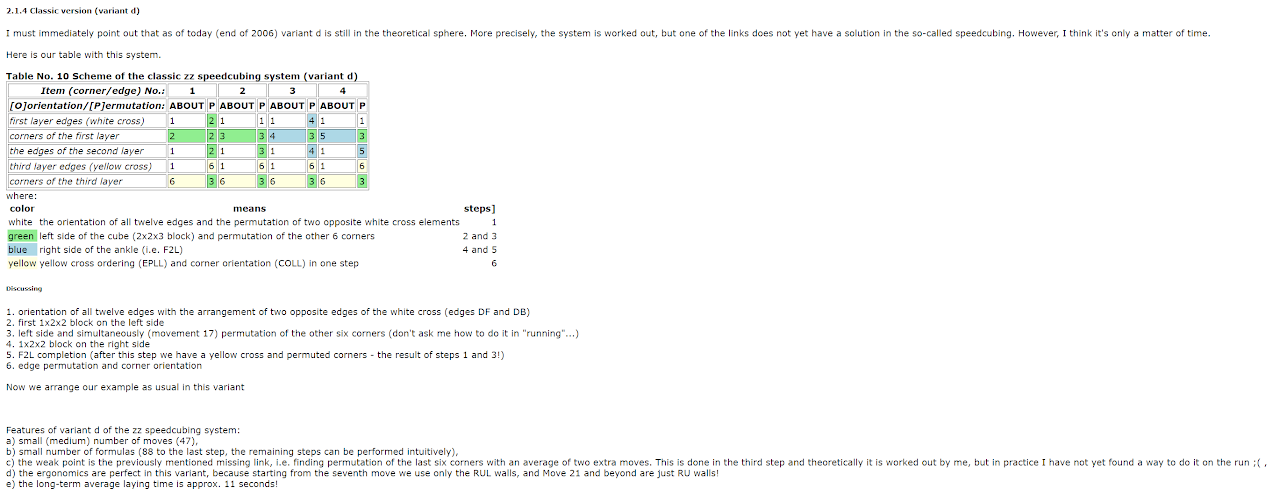 2.1.4 Classic version (variant d)
I must immediately point out that as of today (end of 2006) variant d is still in the theoretical sphere. More precisely, the system is worked out, but one of the links does not yet have a solution in the so-called speedcubing. However, I think it's only a matter of time.
Here is our table with this system.
Table No. 10 Scheme of the classic zz speedcubing system (variant d)
Item (corner/edge) No.: 1 2 3 4
[O]orientation/[P]ermutation: ABOUT P ABOUT P ABOUT P ABOUT P
first layer edges (white cross) 1 2 1 1 1 4 1 1
corners of the first layer 2 2 3 3 4 3 5 3
the edges of the second layer 1 2 1 3 1 4 1 5
third layer edges (yellow cross) 1 6 1 6 1 6 1 6
corners of the third layer 6 3 6 3 6 3 6 3
where:
color means steps]
white the orientation of all twelve edges and the permutation of two opposite white cross elements 1
green left side of the cube (2x2x3 block) and permutation of the other 6 corners 2 and 3
blue right side of the ankle (i.e. F2L) 4 and 5
yellow yellow cross ordering (EPLL) and corner orientation (COLL) in one step 6
Discussing
1. orientation of all twelve edges with the arrangement of two opposite edges of the white cross (edges DF and DB)
2. first 1x2x2 block on the left side
3. left side and simultaneously (movement 17) permutation of the other six corners (don't ask me how to do it in "running"...)
4. 1x2x2 block on the right side
5. F2L completion (after this step we have a yellow cross and permuted corners - the result of steps 1 and 3!)
6. edge permutation and corner orientation
Now we arrange our example as usual in this variant
Features of variant d of the zz speedcubing system:
a) small (medium) number of moves (47),
b) small number of formulas (88 to the last step, the remaining steps can be performed intuitively),
c) the weak point is the previously mentioned missing link, i.e. finding permutation of the last six corners with an average of two extra moves. This is done in the third step and theoretically it is worked out by me, but in practice I have not yet found a way to do it on the run ;( ,
d) the ergonomics are perfect in this variant, because starting from the seventh move we use only the RUL walls, and Move 21 and beyond are just RU walls!
e) the long-term average laying time is approx. 11 seconds!